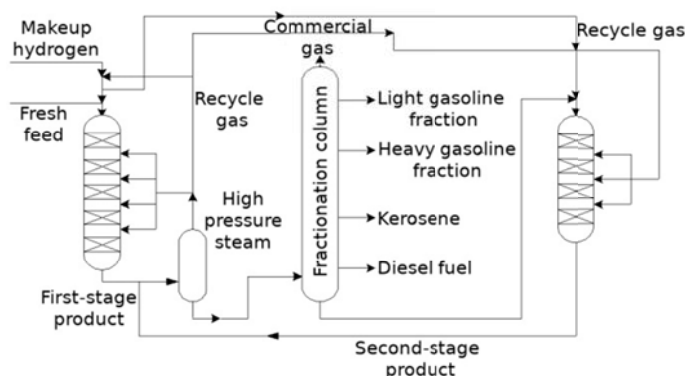 Makeup
hydrogen
Commercial
gas
Recycle gas
Fresh
feed
Recycle
gas
Fractionation column
Light gasoline
fraction
Heavy gasoline
fraction
High
pressure
steam
Kerosene
Diesel fuel
First-stage
product
Second-stage
product